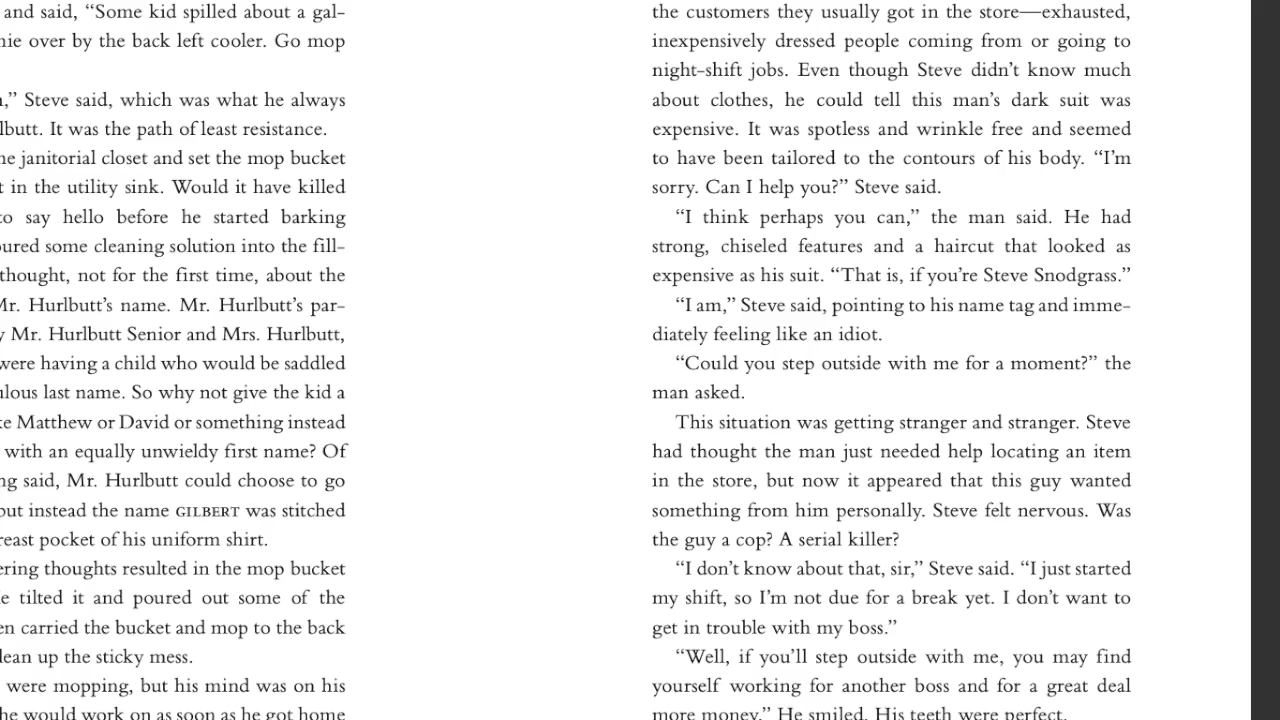 and said, “Some kid spilled about a gal-
over by the back left cooler. Go mop
Steve said, which was what he always
It was the path of least resistance.
janitorial closet and set the mop bucket
in the utility sink. Would it have killed
to say hello before he started barking
some cleaning solution into the fill-
thought, not for the first time, about the
Mr. Hurlbutt’s name. Mr. Hurlbutt’s par-
Mr. Hurlbutt Senior and Mrs. Hurlbutt,
were having a child who would be saddled
last name. So why not give the kid a
Matthew or David or something instead
with an equally unwieldy first name? Of
said, Mr. Hurlbutt could choose to go
but instead the name GILBERT was stitched
pocket of his uniform shirt.
thoughts resulted in the mop bucket
tilted it and poured out some of the
carried the bucket and mop to the back
up the sticky mess.
were mopping, but his mind was on his
he would work on as soon as he got home
the customers they usually got in the store—exhausted,
inexpensively dressed people coming from or going to
night-shift jobs. Even though Steve didn’t know much
about clothes, he could tell this man’s dark suit was
expensive. It was spotless and wrinkle free and seemed
to have been tailored to the contours of his body. “I’m
sorry. Can I help you?” Steve said.
“I think perhaps you can,” the man said. He had
strong, chiseled features and a haircut that looked as
expensive as his suit. “That is, if you’re Steve Snodgrass.”
“I am,” Steve said, pointing to his name tag and imme-
diately feeling like an idiot.
“Could you step outside with me for a moment?” the
man asked.
This situation was getting stranger and stranger. Steve
had thought the man just needed help locating an item
in the store, but now it appeared that this guy wanted
something from him personally. Steve felt nervous. Was
the guy a cop? A serial killer?
“I don’t know about that, sir,” Steve said. “I just started
my shift, so I’m not due for a break yet. I don’t want to
get in trouble with my boss.”
“Well, if you’ll step outside with me, you may find
yourself working for another boss and for a great deal
more money.” He smiled. His teeth were perfect.